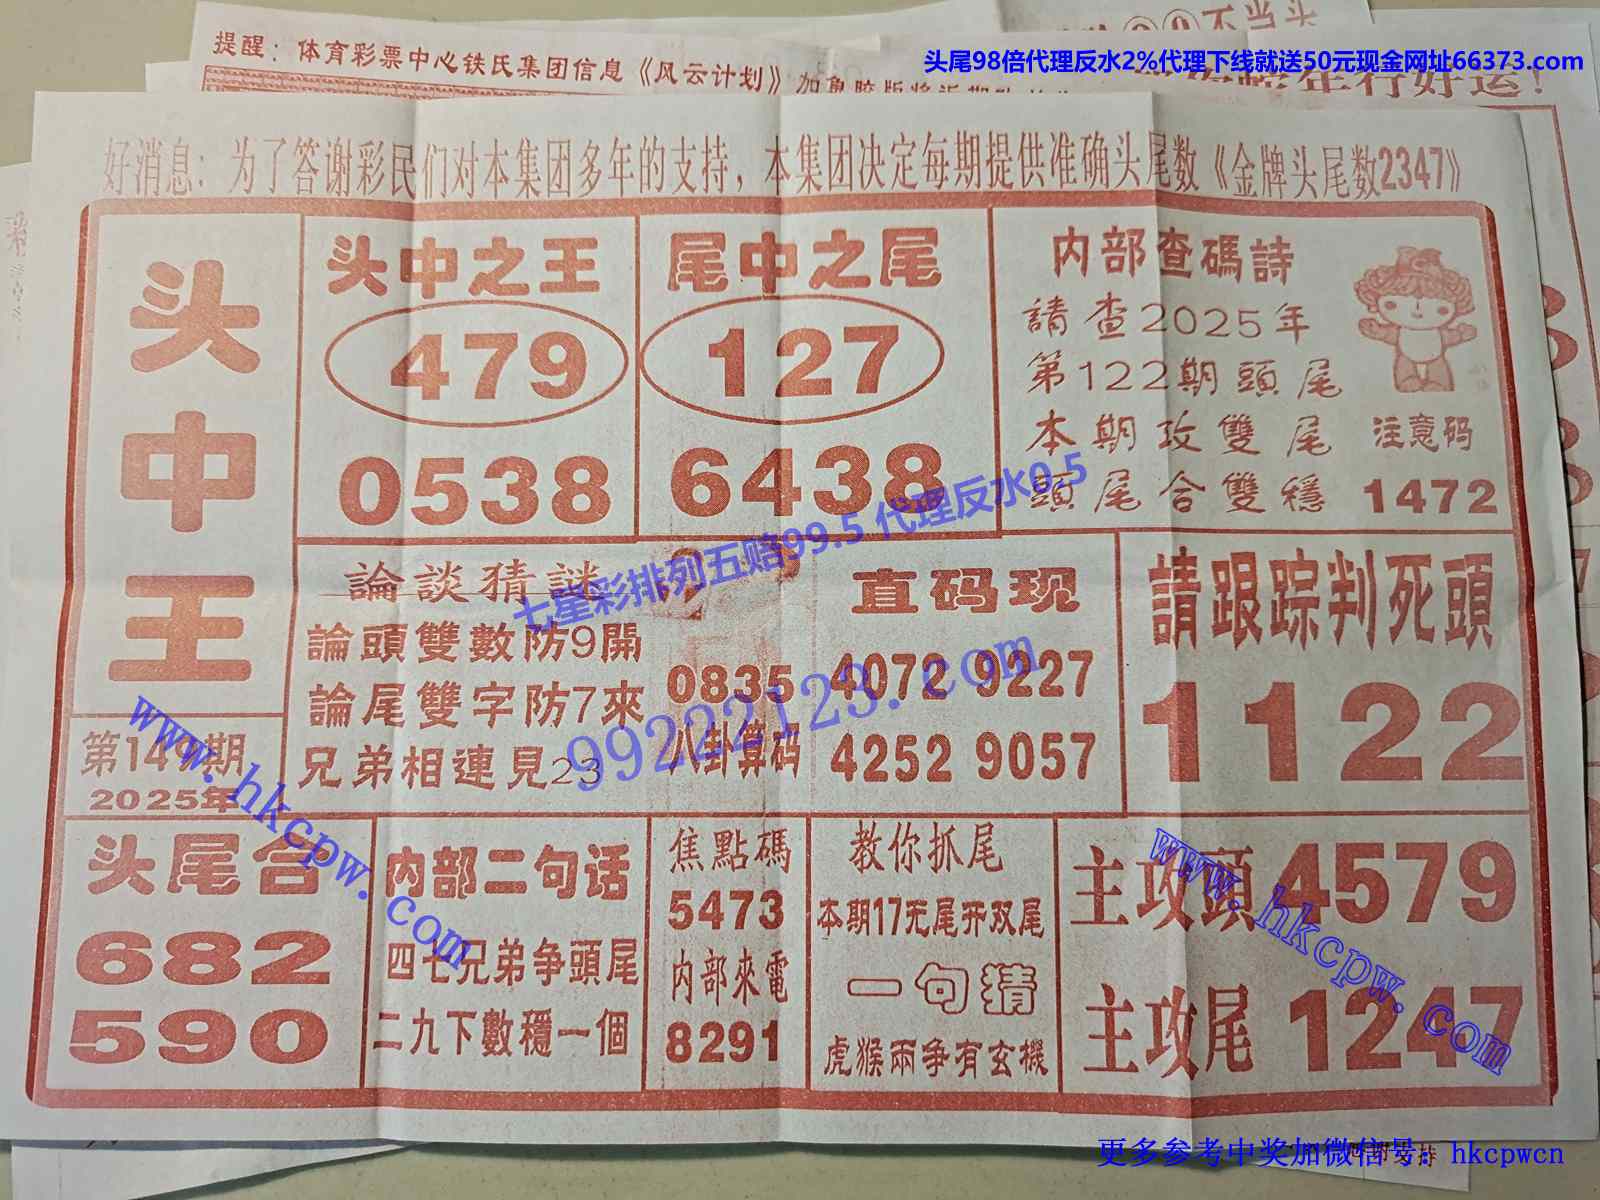 不当头
提醒：体育彩票中心铁氏集团信息《风云计划》
头尾98倍代理反水2%代理下线就送50元现金网址66373.com
年行好运！
好消息：为了答谢彩民们对本集团多年的支持，本集团决定每期提供准确头尾数《金牌头尾数2347》
头中王
第149期
2025年
头中之王
479
0538
尾中之尾
127
6438
内部查碼詩
請查2025年
第122期頭尾
本期攻雙尾
頭尾合雙穩
注意码
1472
論談猜謎
論頭雙數防9開
論尾雙字防7來
兄弟相連見23
0835
八卦算码
直码现
4072 9227
4252 9057
請跟踪判死頭
1122
头尾合
682
590
内部二句话
四七兄弟争頭尾
二九下數穩一個
焦點碼
5473
内部來電
8291
教你抓尾
本期17无尾开双尾
一句猜
虎猴兩争有玄機
主攻頭4579
主攻尾1247
七星彩排列五赔99.5 代理反水0.5
99222123.com
www.hkcpw.com
www.hkcpw.com
更多参考中奖加微信号：hkcpwcn